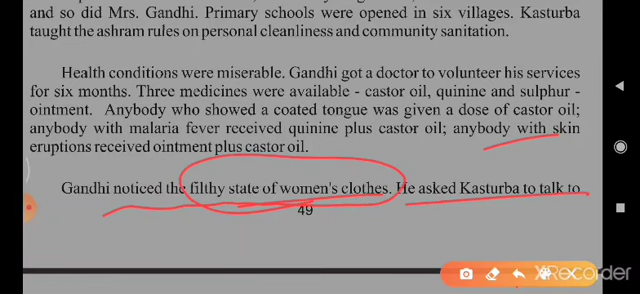 and so did Mrs. Gandhi. Primary schools were opened in six villages. Kasturba
taught the ashram rules on personal cleanliness and community sanitation.
Health conditions were miserable. Gandhi got a doctor to volunteer his services
for six months. Three medicines were available - castor oil, quinine and sulphur -
ointment. Anybody who showed a coated tongue was given a dose of castor oil;
anybody with malaria fever received quinine plus castor oil; anybody with skin
eruptions received ointment plus castor oil.
Gandhi noticed the filthy state of women's clothes. He asked Kasturba to talk to
49
XRecorder